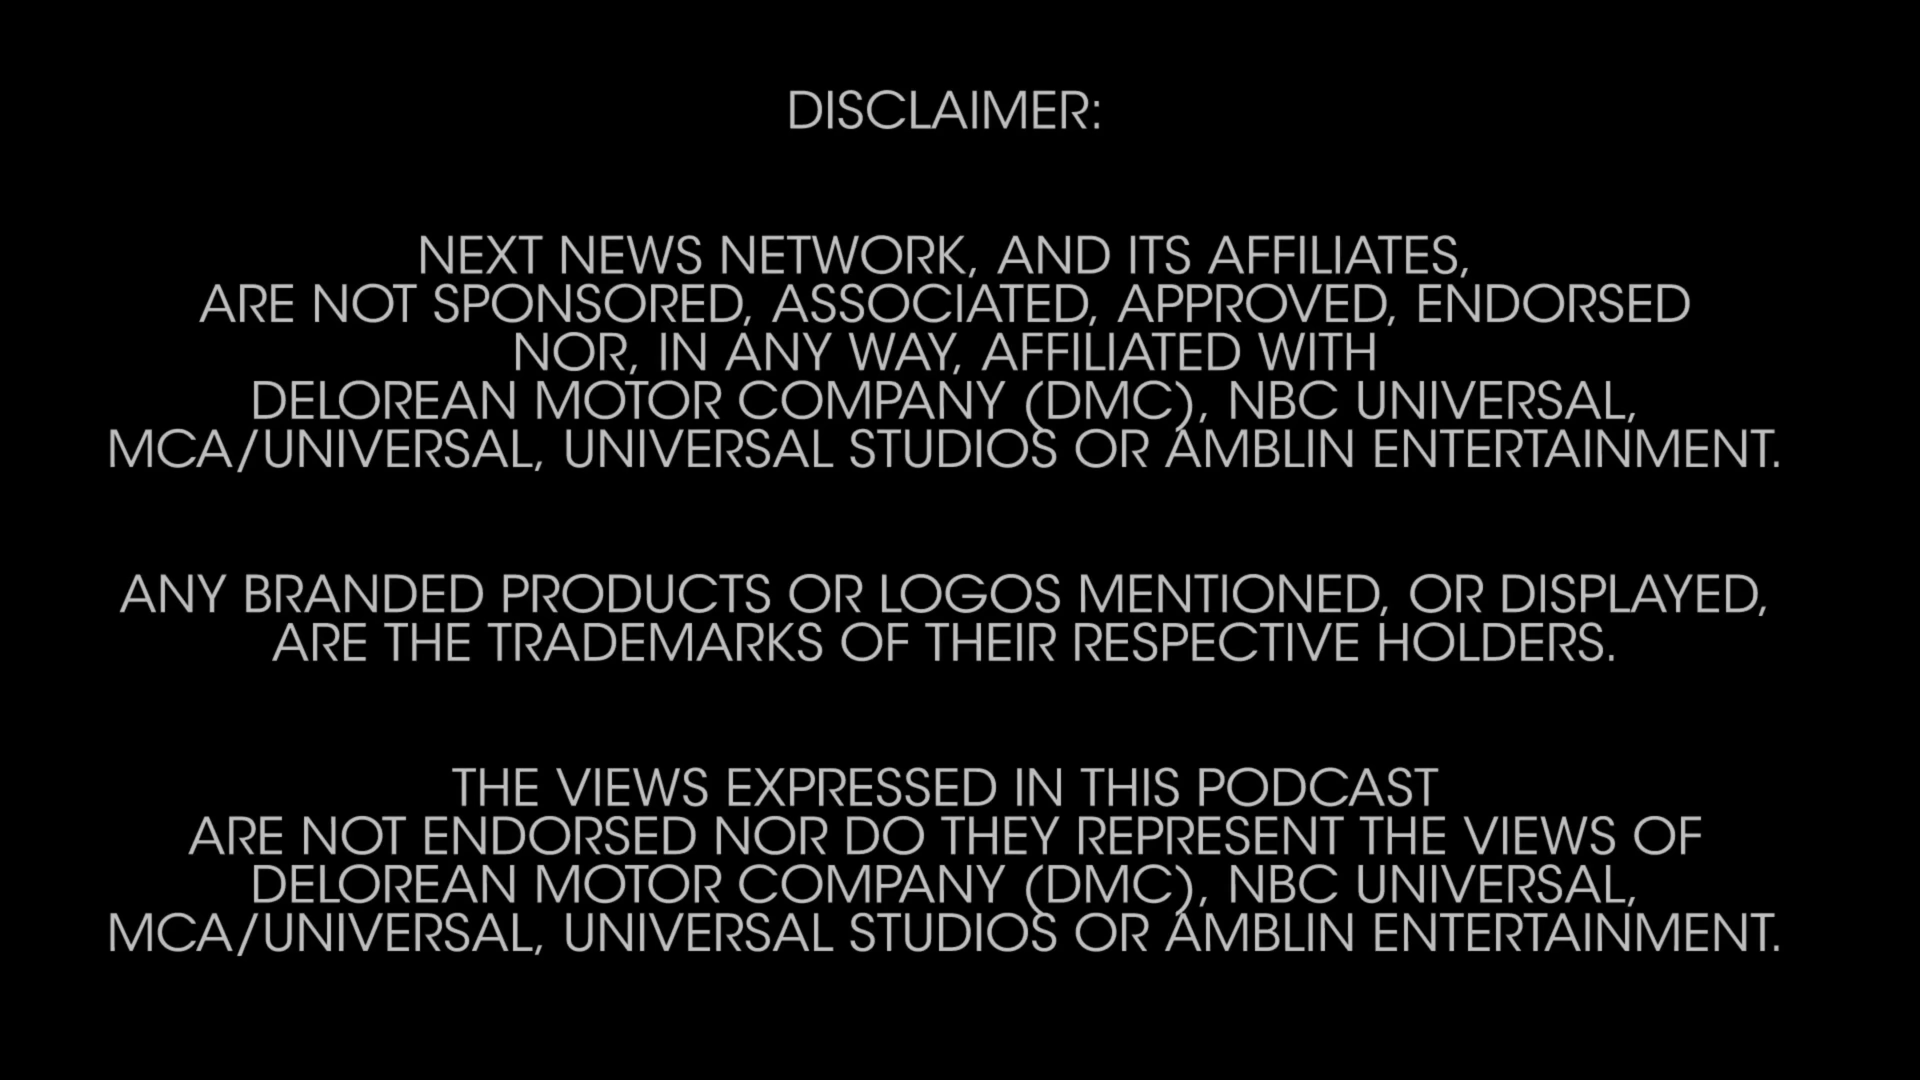 DISCLAIMER:
NEXT NEWS NETWORK, AND ITS AFFILIATES,
ARE NOT SPONSORED, ASSOCIATED, APPROVED, ENDORSED
NOR, IN ANY WAY, AFFILIATED WITH
DELOREAN MOTOR COMPANY (DMC), NBC UNIVERSAL,
MCA/UNIVERSAL, UNIVERSAL STUDIOS OR AMBLIN ENTERTAINMENT.
ANY BRANDED PRODUCTS OR LOGOS MENTIONED, OR DISPLAYED,
ARE THE TRADEMARKS OF THEIR RESPECTIVE HOLDERS.
THE VIEWS EXPRESSED IN THIS PODCAST
ARE NOT ENDORSED NOR DO THEY REPRESENT THE VIEWS OF
DELOREAN MOTOR COMPANY (DMC), NBC UNIVERSAL,
MCA/UNIVERSAL, UNIVERSAL STUDIOS OR AMBLIN ENTERTAINMENT.